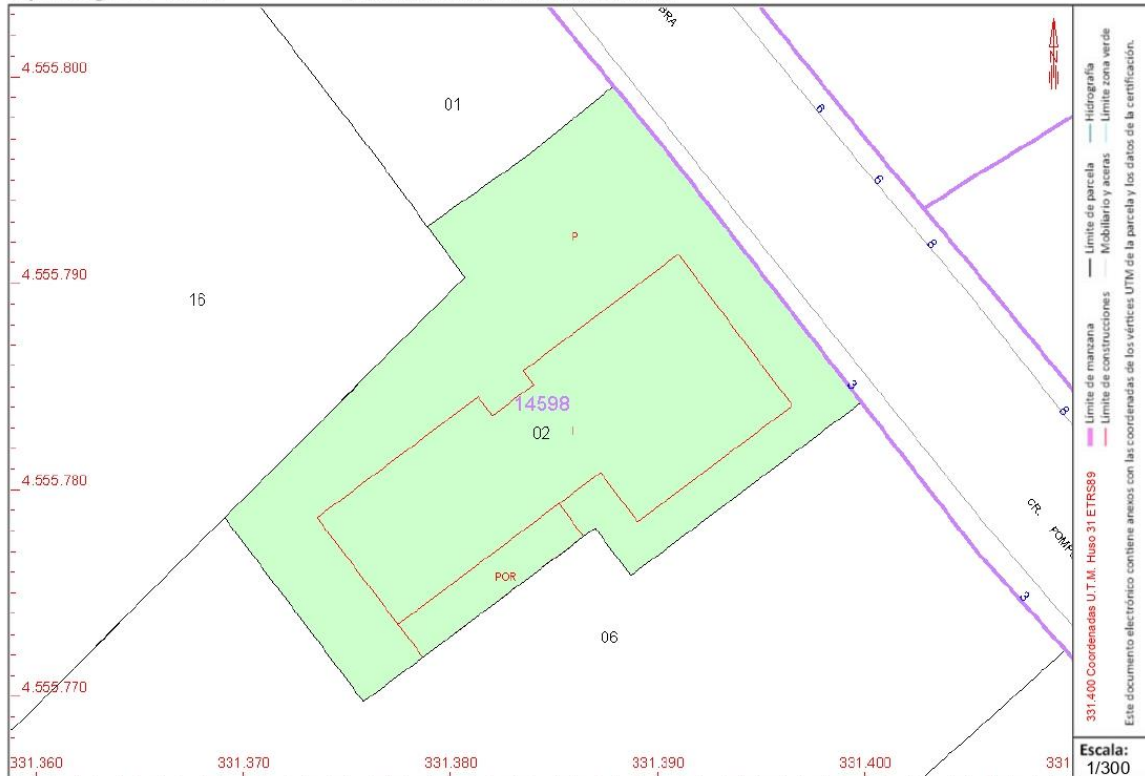 4.555.800
4.555.790
4.555.780
4.555.770
331.360
331.370
331.380
331.390
331.400
331
01
16
P
14598
02
I
POR
06
BRA
6
6
8
8
3
3
CR. POMP
N
Límite de manzana
Límite de parcela
Hidrografía
Límite de construcciones
Mobiliario y aceras
Límite zona verde
331.400 Coordenadas U.T.M. Huso 31 ETRS89
Este documento electrónico contiene anexos con las coordenadas de los vértices UTM de la parcela y los datos de la certificación.
Escala:
1/300